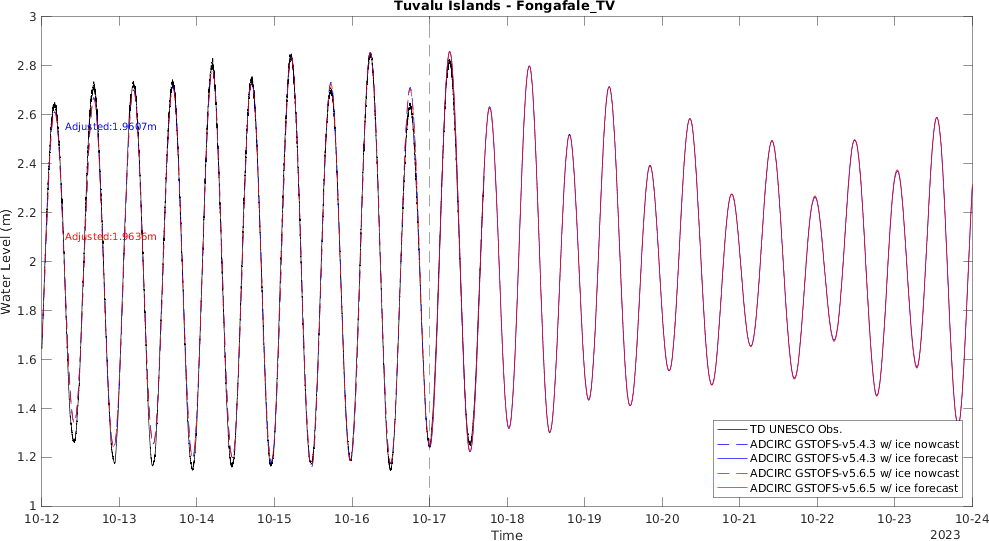 Tuvalu Islands - Fongafale_TV
Water Level (m)
3
2.8
2.6
2.4
2.2
2
1.8
1.6
1.4
1.2
1
Adjusted:1.9607m
Adjusted:1.9636m
TD UNESCO Obs.
ADCIRC GSTOFS-v5.4.3 w/ ice nowcast
ADCIRC GSTOFS-v5.4.3 w/ ice forecast
ADCIRC GSTOFS-v5.6.5 w/ ice nowcast
ADCIRC GSTOFS-v5.6.5 w/ ice forecast
10-12 10-13 10-14 10-15 10-16 10-17 10-18 10-19 10-20 10-21 10-22 10-23 10-24
Time
2023